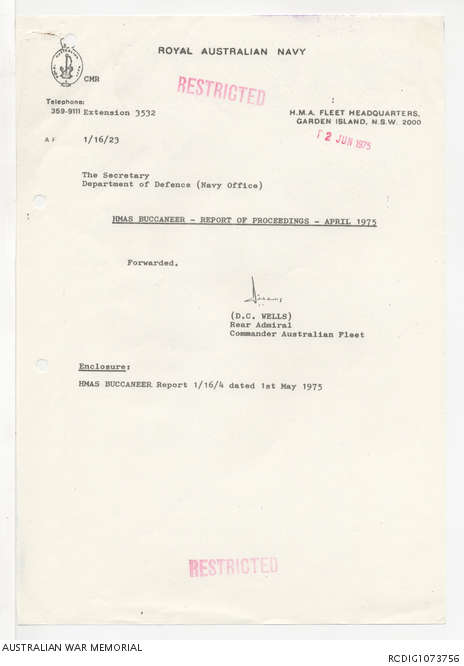 ROYAL AUSTRALIAN NAVY
RESTRICTED
CMR
Telephone:
359-9111 Extension 3532
H.M.A. FLEET HEADQUARTERS,
GARDEN ISLAND, N.S.W. 2000
12 JUN 1975
AF 1/16/23
The Secretary
Department of Defence (Navy Office)
HMAS BUCCANEER - REPORT OF PROCEEDINGS - APRIL 1975
Forwarded.
(D.C. WELLS)
Rear Admiral
Commander Australian Fleet
Enclosure:
HMAS BUCCANEER Report 1/16/4 dated 1st May 1975
RESTRICTED
AUSTRALIAN WAR MEMORIAL
RCDIG1073756